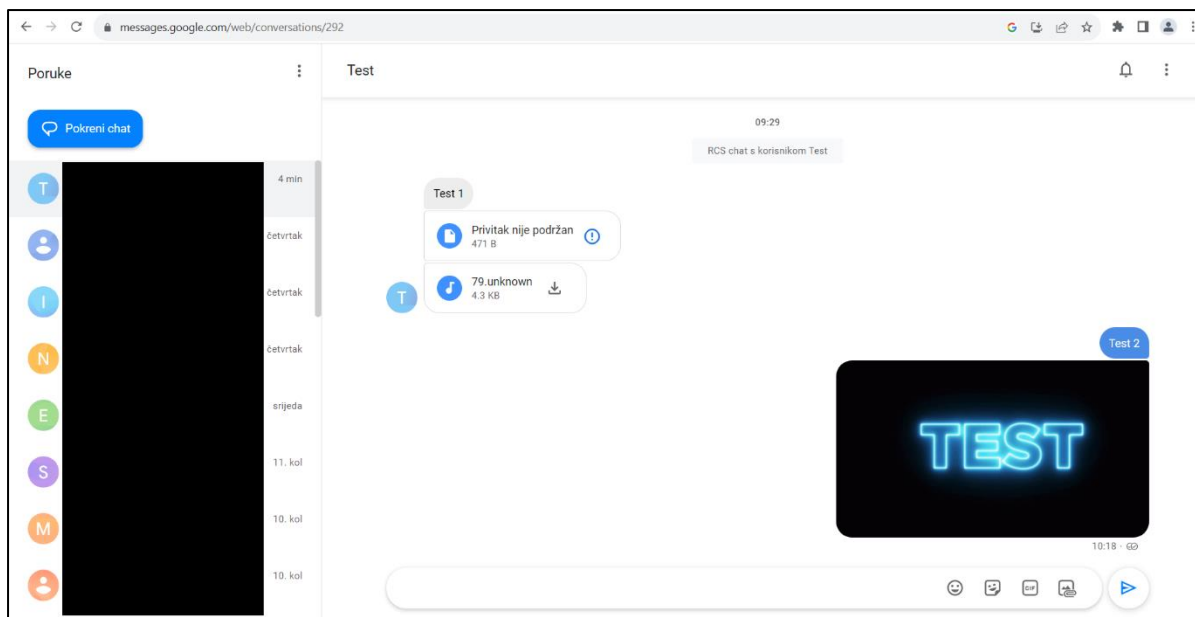 messages.google.com/web/conversations/292
Poruke
Pokreni chat
T
4 min
četvrtak
I
četvrtak
N
četvrtak
E
srijeda
S
11. kol
M
10. kol
10. kol
Test
09:29
RCS chat s korisnikom Test
Test 1
Privitak nije podržan
471 B
79.unknown
4.3 KB
T
Test 2
TEST
10:18
GIF